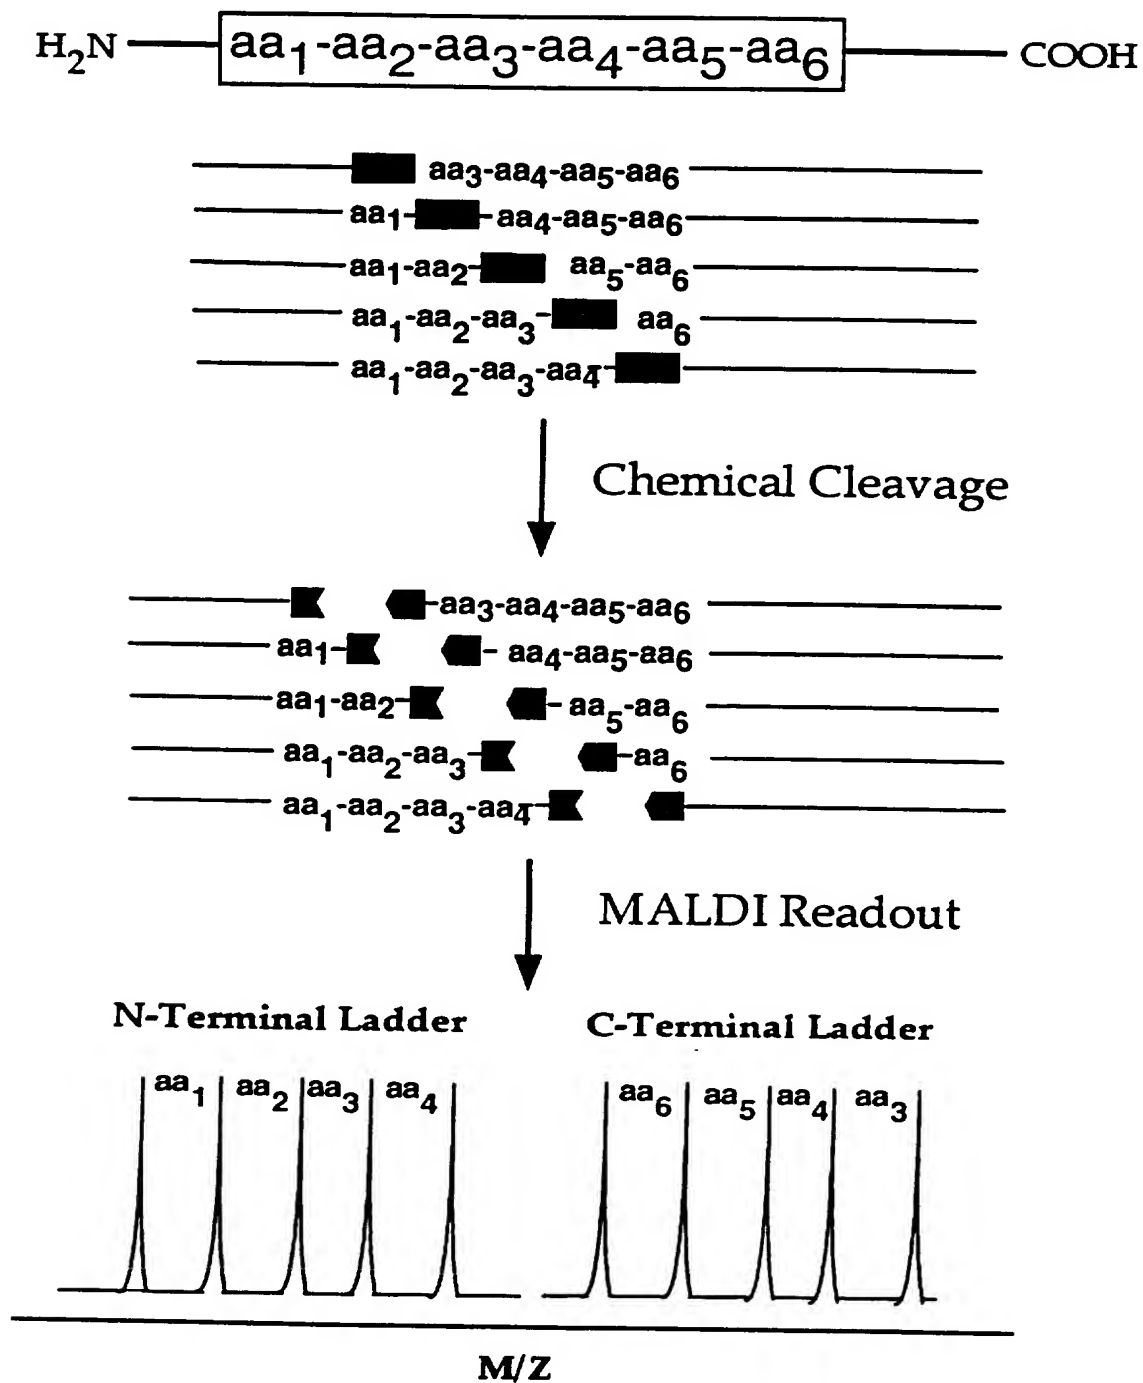 H2N aa1-aa2-aa3-aa4-aa5-aa6 COOH
aa3-aa4-aa5-aa6
aa1- -aa4-aa5-aa6
aa1-aa2- aa5-aa6
aa1-aa2-aa3- aa6
aa1-aa2-aa3-aa4-
Chemical Cleavage
-aa3-aa4-aa5-aa6
aa1- - aa4-aa5-aa6
aa1-aa2- - aa5-aa6
aa1-aa2-aa3- -aa6
aa1-aa2-aa3-aa4-
MALDI Readout
N-Terminal Ladder C-Terminal Ladder
aa1 aa2 aa3 aa4 aa6 aa5 aa4 aa3
M/Z